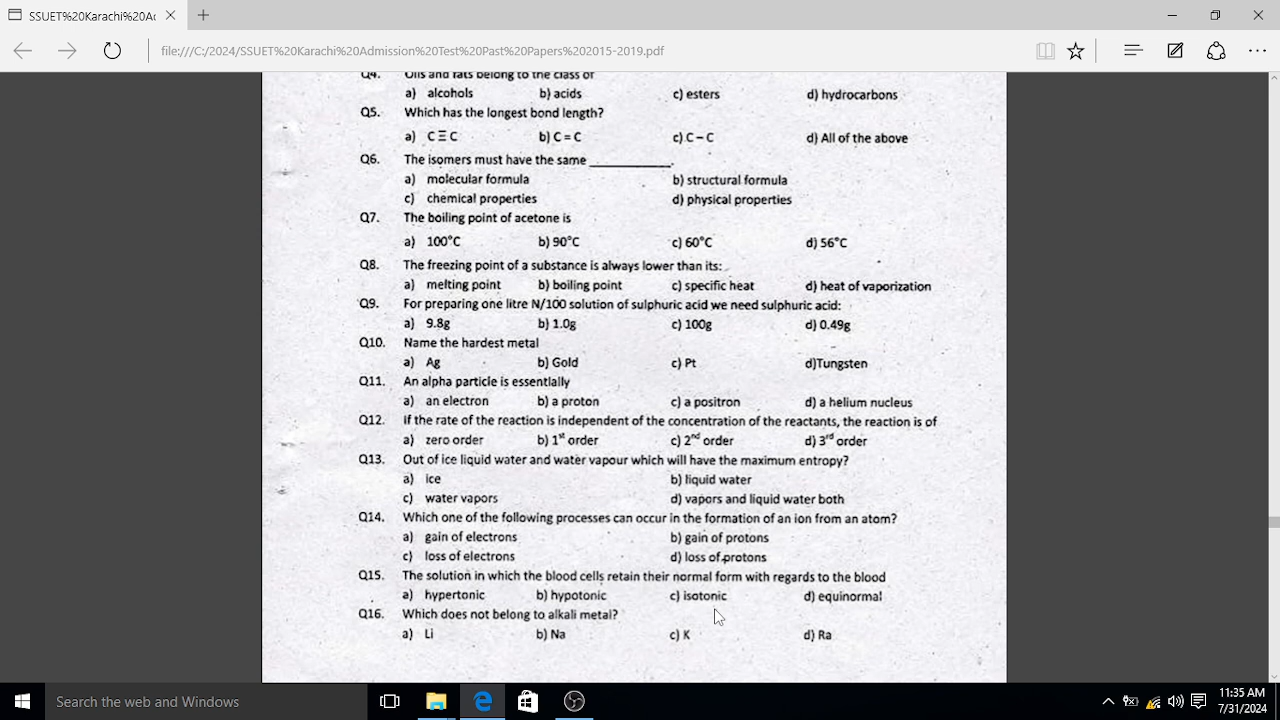 SSUET%20Karachi%20Ac
file:///C:/2024/SSUET%20Karachi%20Admission%20Test%20Past%20Papers%202015-2019.pdf
Q4. Oils and fats belong to the class of
a) alcohols b) acids c) esters d) hydrocarbons
Q5. Which has the longest bond length?
a) C≡C b) C=C c) C–C d) All of the above
Q6. The isomers must have the same __________.
a) molecular formula b) structural formula
c) chemical properties d) physical properties
Q7. The boiling point of acetone is
a) 100°C b) 90°C c) 60°C d) 56°C
Q8. The freezing point of a substance is always lower than its:
a) melting point b) boiling point c) specific heat d) heat of vaporization
Q9. For preparing one litre N/100 solution of sulphuric acid we need sulphuric acid:
a) 9.8g b) 1.0g c) 100g d) 0.49g
Q10. Name the hardest metal
a) Ag b) Gold c) Pt d)Tungsten
Q11. An alpha particle is essentially
a) an electron b) a proton c) a positron d) a helium nucleus
Q12. If the rate of the reaction is independent of the concentration of the reactants, the reaction is of
a) zero order b) 1st order c) 2nd order d) 3rd order
Q13. Out of ice liquid water and water vapour which will have the maximum entropy?
a) Ice b) liquid water
c) water vapors d) vapors and liquid water both
Q14. Which one of the following processes can occur in the formation of an ion from an atom?
a) gain of electrons b) gain of protons
c) loss of electrons d) loss of protons
Q15. The solution in which the blood cells retain their normal form with regards to the blood
a) hypertonic b) hypotonic c) isotonic d) equinormal
Q16. Which does not belong to alkali metal?
a) Li b) Na c) K d) Ra
Search the web and Windows
11:35 AM
7/31/2024